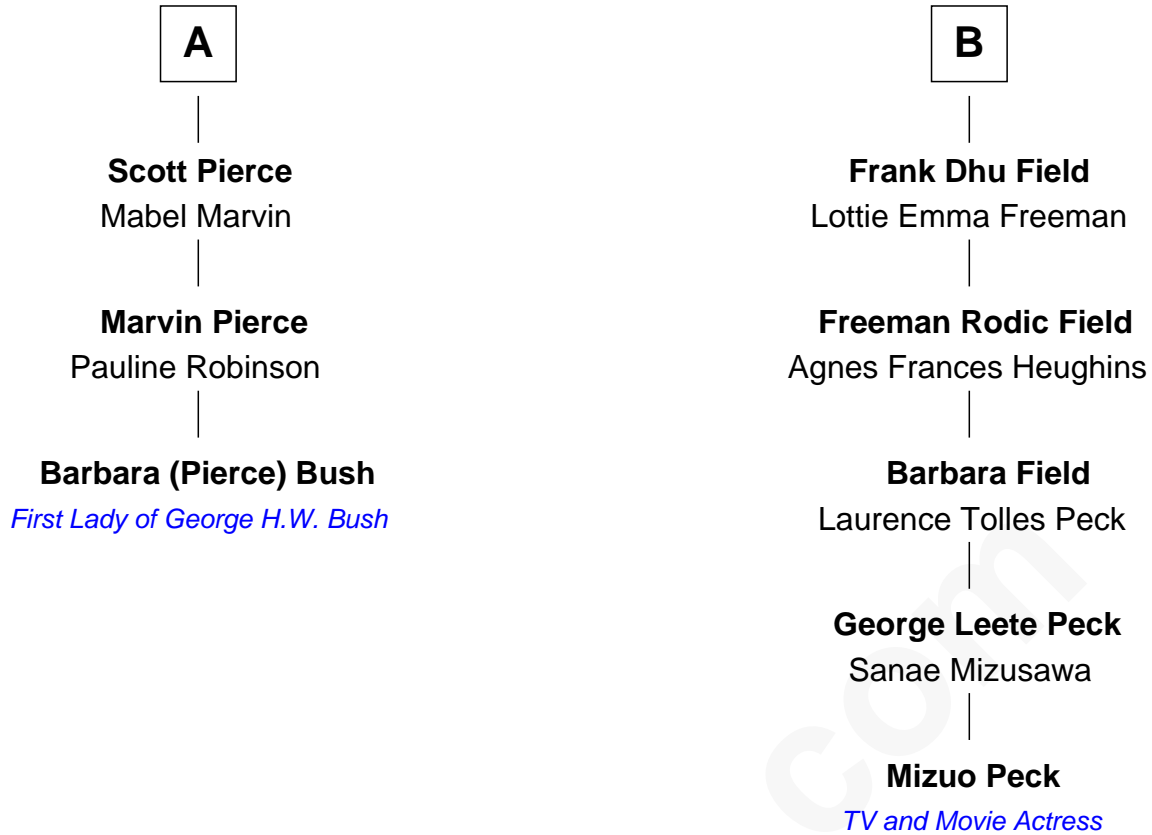 A
Scott Pierce
Mabel Marvin
Marvin Pierce
Pauline Robinson
Barbara (Pierce) Bush
First Lady of George H.W. Bush
B
Frank Dhu Field
Lottie Emma Freeman
Freeman Rodic Field
Agnes Frances Heughins
Barbara Field
Laurence Tolles Peck
George Leete Peck
Sanae Mizusawa
Mizuo Peck
TV and Movie Actress
com